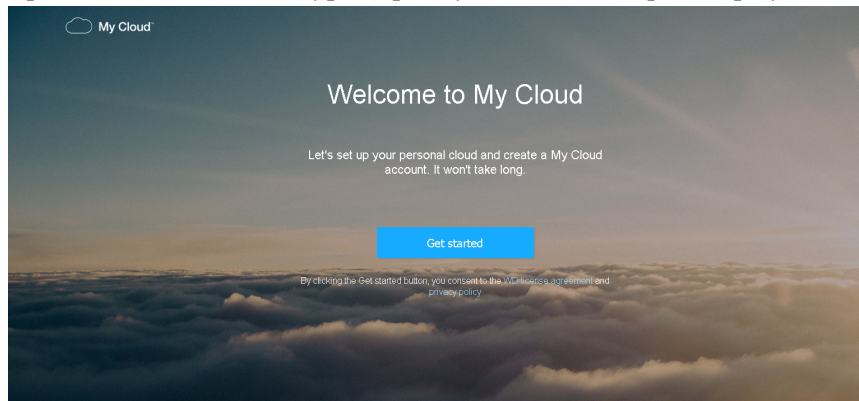 My Cloud™
Welcome to My Cloud
Let's set up your personal cloud and create a My Cloud
account. It won't take long.
Get started
By clicking the Get started button, you consent to the WD license agreement and
privacy policy